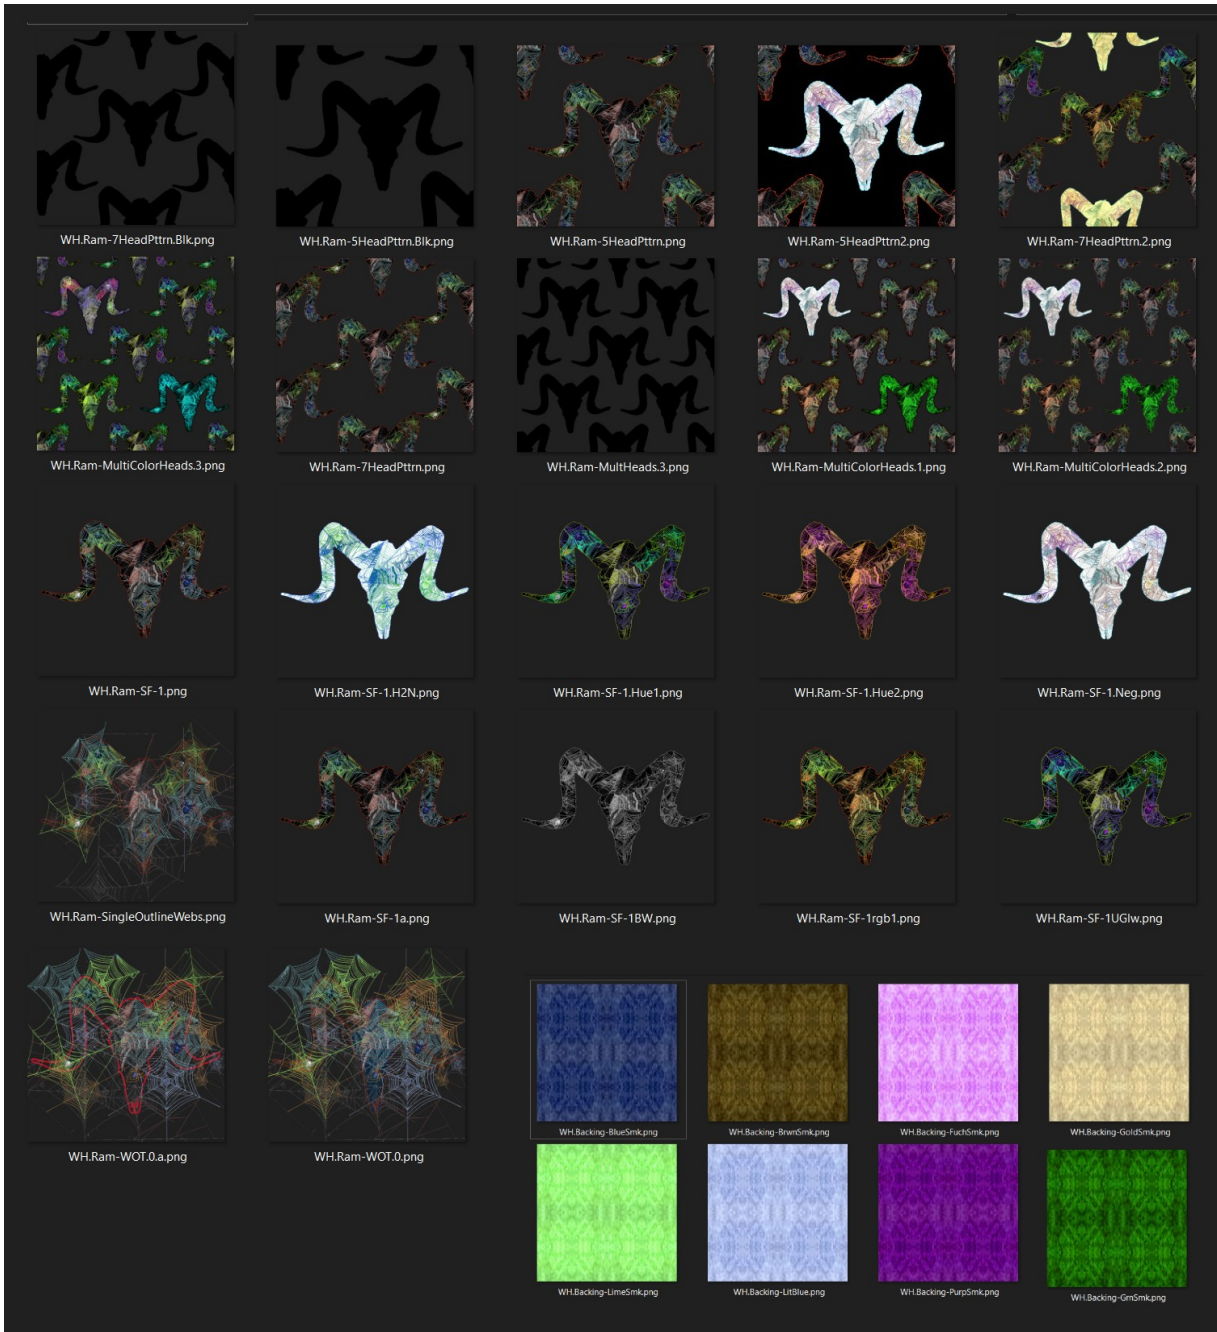 WH.Ram-7HeadPttrn.Blk.png
WH.Ram-5HeadPttrn.Blk.png
WH.Ram-5HeadPttrn.png
WH.Ram-5HeadPttrn2.png
WH.Ram-7HeadPttrn.2.png
WH.Ram-MultiColorHeads.3.png
WH.Ram-7HeadPttrn.png
WH.Ram-MultHeads.3.png
WH.Ram-MultiColorHeads.1.png
WH.Ram-MultiColorHeads.2.png
WH.Ram-SF-1.png
WH.Ram-SF-1.H2N.png
WH.Ram-SF-1.Hue1.png
WH.Ram-SF-1.Hue2.png
WH.Ram-SF-1.Neg.png
WH.Ram-SingleOutlineWebs.png
WH.Ram-SF-1a.png
WH.Ram-SF-1BW.png
WH.Ram-SF-1rgb1.png
WH.Ram-SF-1UGlw.png
WH.Ram-WOT.0.a.png
WH.Ram-WOT.0.png
WH.Backing-BlueSmk.png
WH.Backing-BrwnSmk.png
WH.Backing-FuchSmk.png
WH.Backing-GoldSmk.png
WH.Backing-LimeSmk.png
WH.Backing-LitBlue.png
WH.Backing-PurpSmk.png
WH.Backing-GrnSmk.png